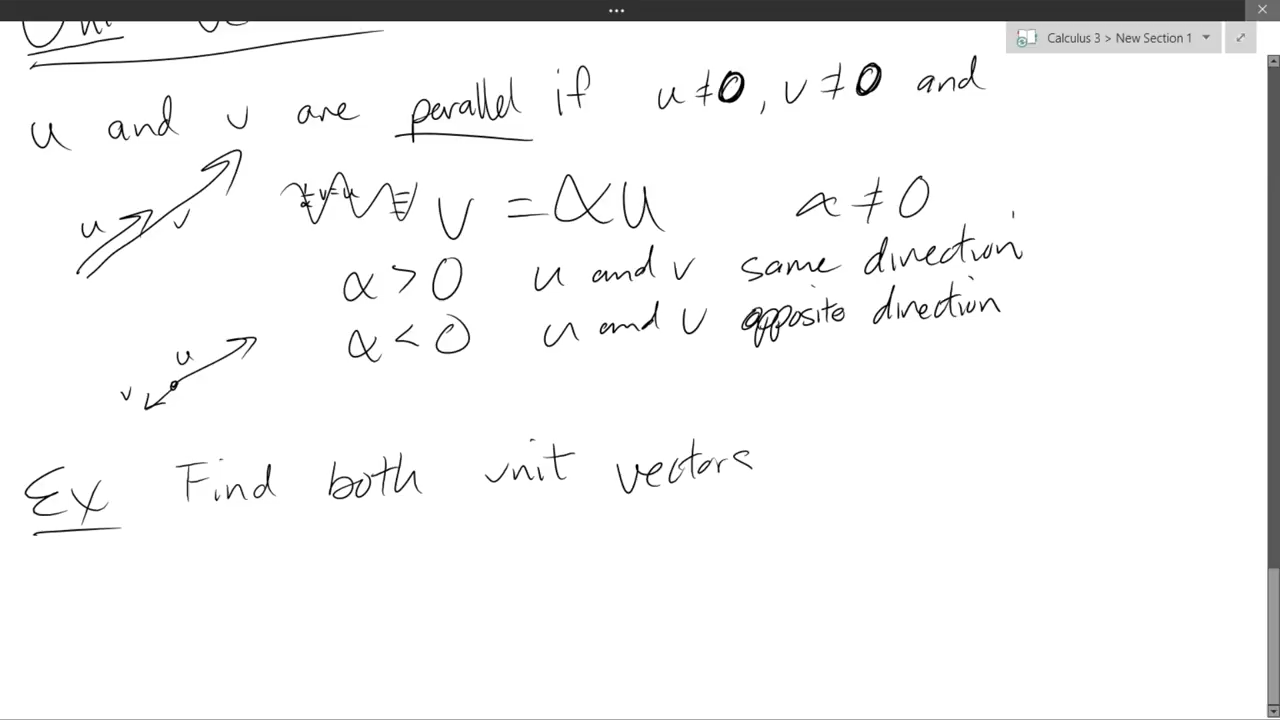 Calculus 3 > New Section 1
u and v are parallel if u ≠ 0, v ≠ 0 and
u v v = αu α ≠ 0
α > 0 u and v same direction
α < 0 u and v opposite direction
u
v
Ex Find both unit vectors